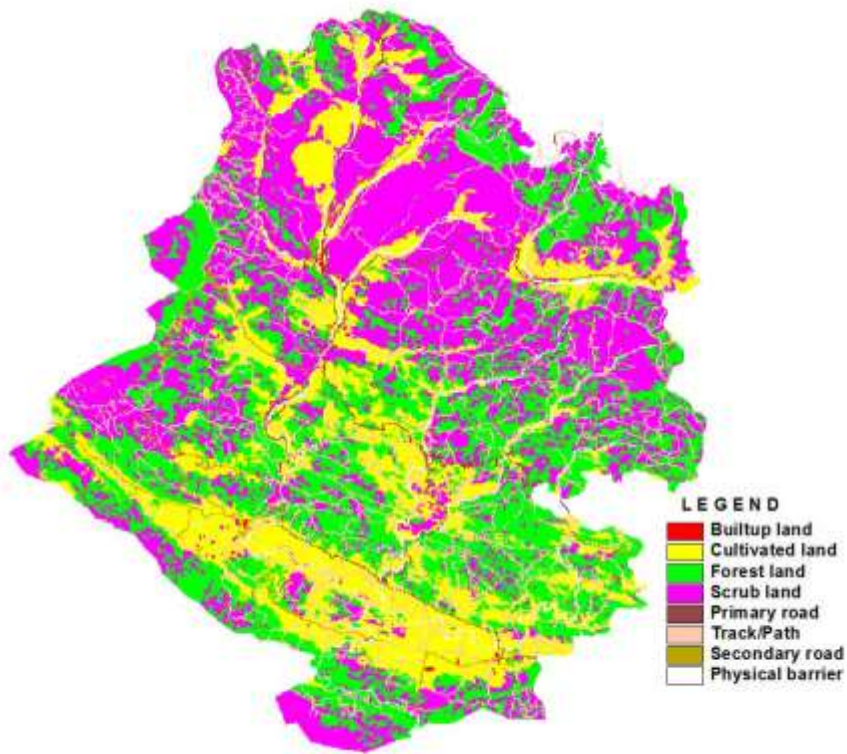 LEGEND
Builtup land
Cultivated land
Forest land
Scrub land
Primary road
Track/Path
Secondary road
Physical barrier